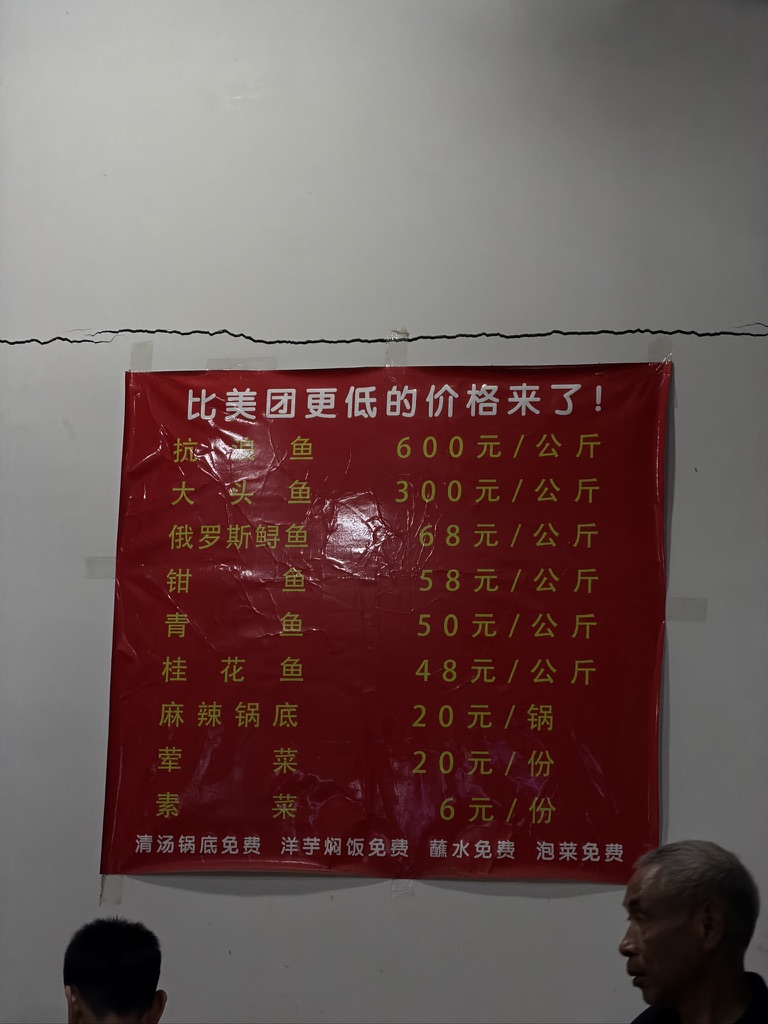 比美团更低的价格来了!
抗浪鱼 600元/公斤
大头鱼 300元/公斤
俄罗斯鲟鱼 68元/公斤
钳鱼 58元/公斤
青鱼 50元/公斤
桂花鱼 48元/公斤
麻辣锅底 20元/锅
荤菜 20元/份
素菜 6元/份
清汤锅底免费 洋芋焖饭免费 蘸水免费 泡菜免费